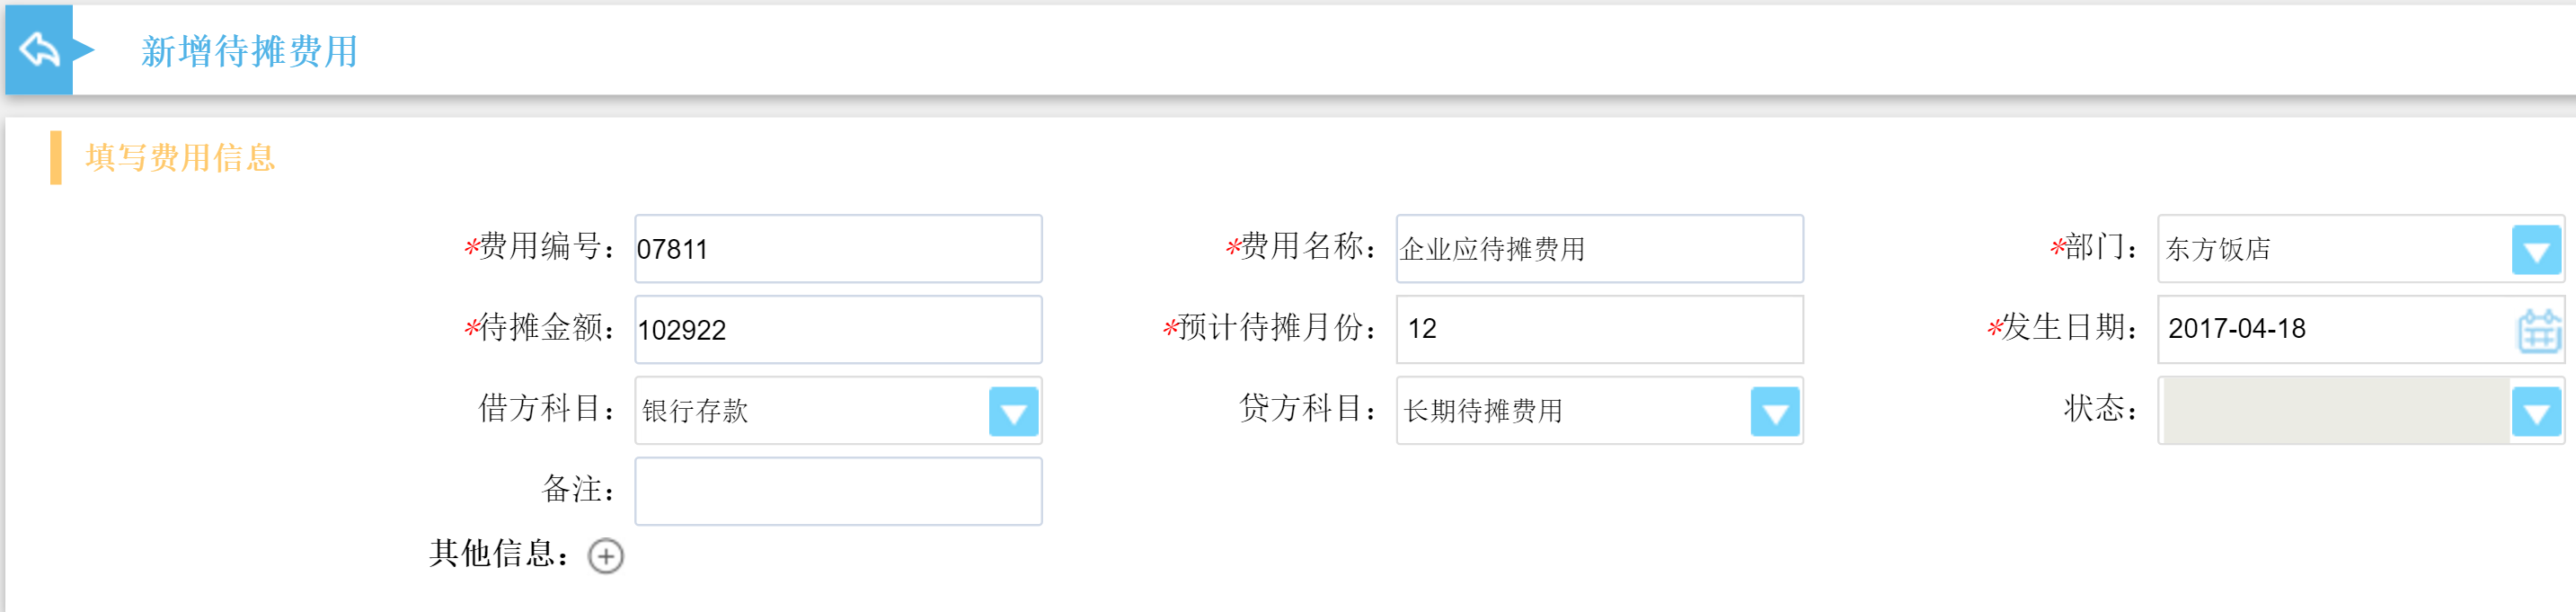 新增待摊费用
填写费用信息
*费用编号： 07811 *费用名称： 企业应待摊费用 *部门： 东方饭店
*待摊金额： 102922 *预计待摊月份： 12 *发生日期： 2017-04-18
借方科目： 银行存款 贷方科目： 长期待摊费用 状态：
备注：
其他信息：